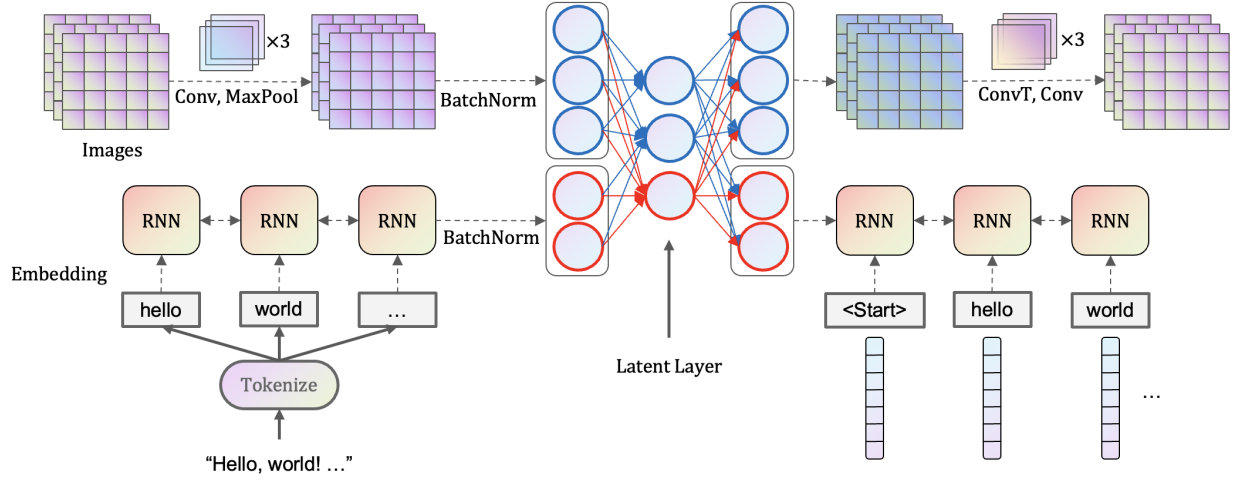 ×3
×3
Conv, MaxPool
BatchNorm
ConvT, Conv
Images
RNN
RNN
RNN
BatchNorm
RNN
RNN
RNN
Embedding
hello
world
...
<Start>
hello
world
Latent Layer
Tokenize
...
“Hello, world! ...”